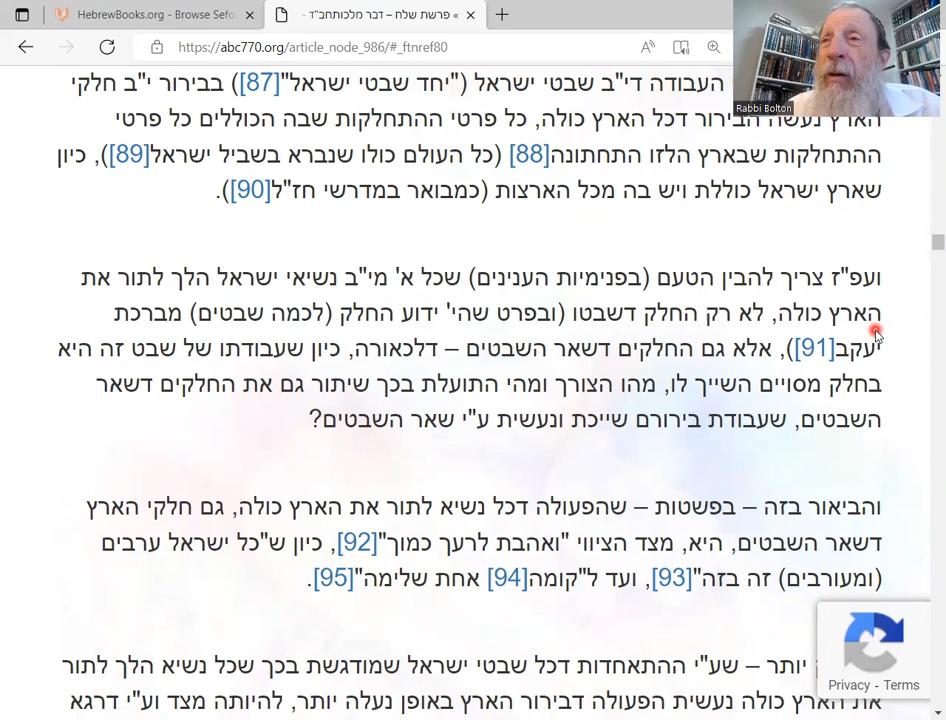 HebrewBooks.org - Browse Sefo
» פרשת שלח – דבר מלכותחב"ד -
https://abc770.org/article_node_986/#_ftnref80
Rabbi Bolton
העבודה די"ב שבטי ישראל ("יחד שבטי ישראל"[87]) בבירור י"ב חלקי
הארץ נעשה הבירור דכל הארץ כולה, כל פרטי ההתחלקות שבה הכוללים כל פרטי
ההתחלקות שבארץ הלזו התחתונה[88] (כל העולם כולו שנברא בשביל ישראל[89]), כיון
שארץ ישראל כוללת ויש בה מכל הארצות (כמבואר במדרשי חז"ל[90]).
ועפ"ז צריך להבין הטעם (בפנימיות הענינים) שכל א' מי"ב נשיאי ישראל הלך לתור את
הארץ כולה, לא רק החלק דשבטו (ובפרט שהי' ידוע החלק (לכמה שבטים) מברכת
יעקב[91]), אלא גם החלקים דשאר השבטים – דלכאורה, כיון שעבודתו של שבט זה היא
בחלק מסויים השייך לו, מהו הצורך ומהי התועלת בכך שיתור גם את החלקים דשאר
השבטים, שעבודת בירורם שייכת ונעשית ע"י שאר השבטים?
והביאור בזה – בפשטות – שהפעולה דכל נשיא לתור את הארץ כולה, גם חלקי הארץ
דשאר השבטים, היא, מצד הציווי "ואהבת לרעך כמוך"[92], כיון ש"כל ישראל ערבים
(ומעורבים) זה בזה"[93], ועד ל"קומה[94] אחת שלימה"[95].
יותר – שע"י ההתאחדות דכל שבטי ישראל שמודגשת בכך שכל נשיא הלך לתור
את הארץ כולה נעשית הפעולה דבירור הארץ באופן נעלה יותר, להיותה מצד וע"י דרגא
Privacy - Terms